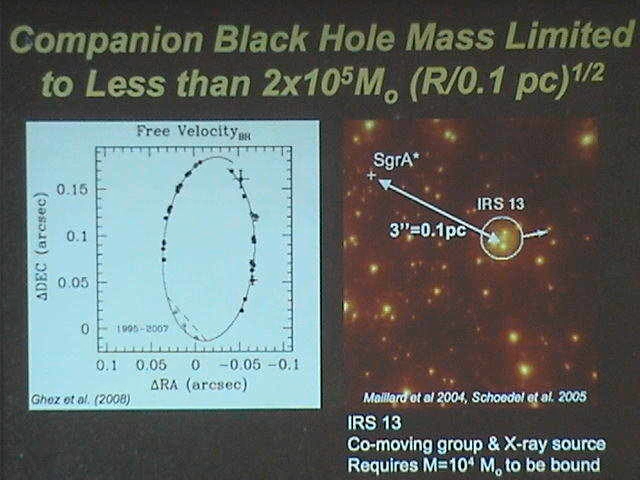 Companion Black Hole Mass Limited
to Less than 2x10⁵M₀ (R/0.1 pc)¹/²
Free Velocity_BH
SgrA*
IRS 13
3''=0.1pc
ΔDEC (arcsec)
0.15
0.1
0.05
0
1995-2007
0.1 0.05 0 -0.05 -0.1
ΔRA (arcsec)
Ghez et al. (2008)
Maillard et al 2004, Schoedel et al. 2005
IRS 13
Co-moving group & X-ray source
Requires M=10⁴ M₀ to be bound